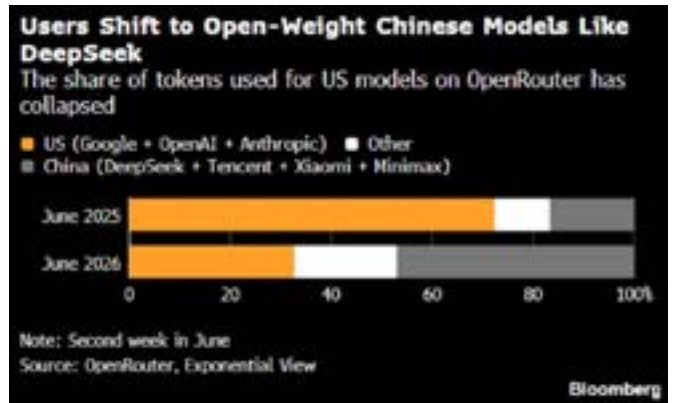 Users Shift to Open-Weight Chinese Models Like
DeepSeek
The share of tokens used for US models on OpenRouter has
collapsed
US (Google + OpenAI + Anthropic) Other
China (DeepSeek + Tencent + Xiaomi + Minimax)
June 2025
June 2026
0 20 40 60 80 100%
Note: Second week in June
Source: OpenRouter, Exponential View
Bloomberg